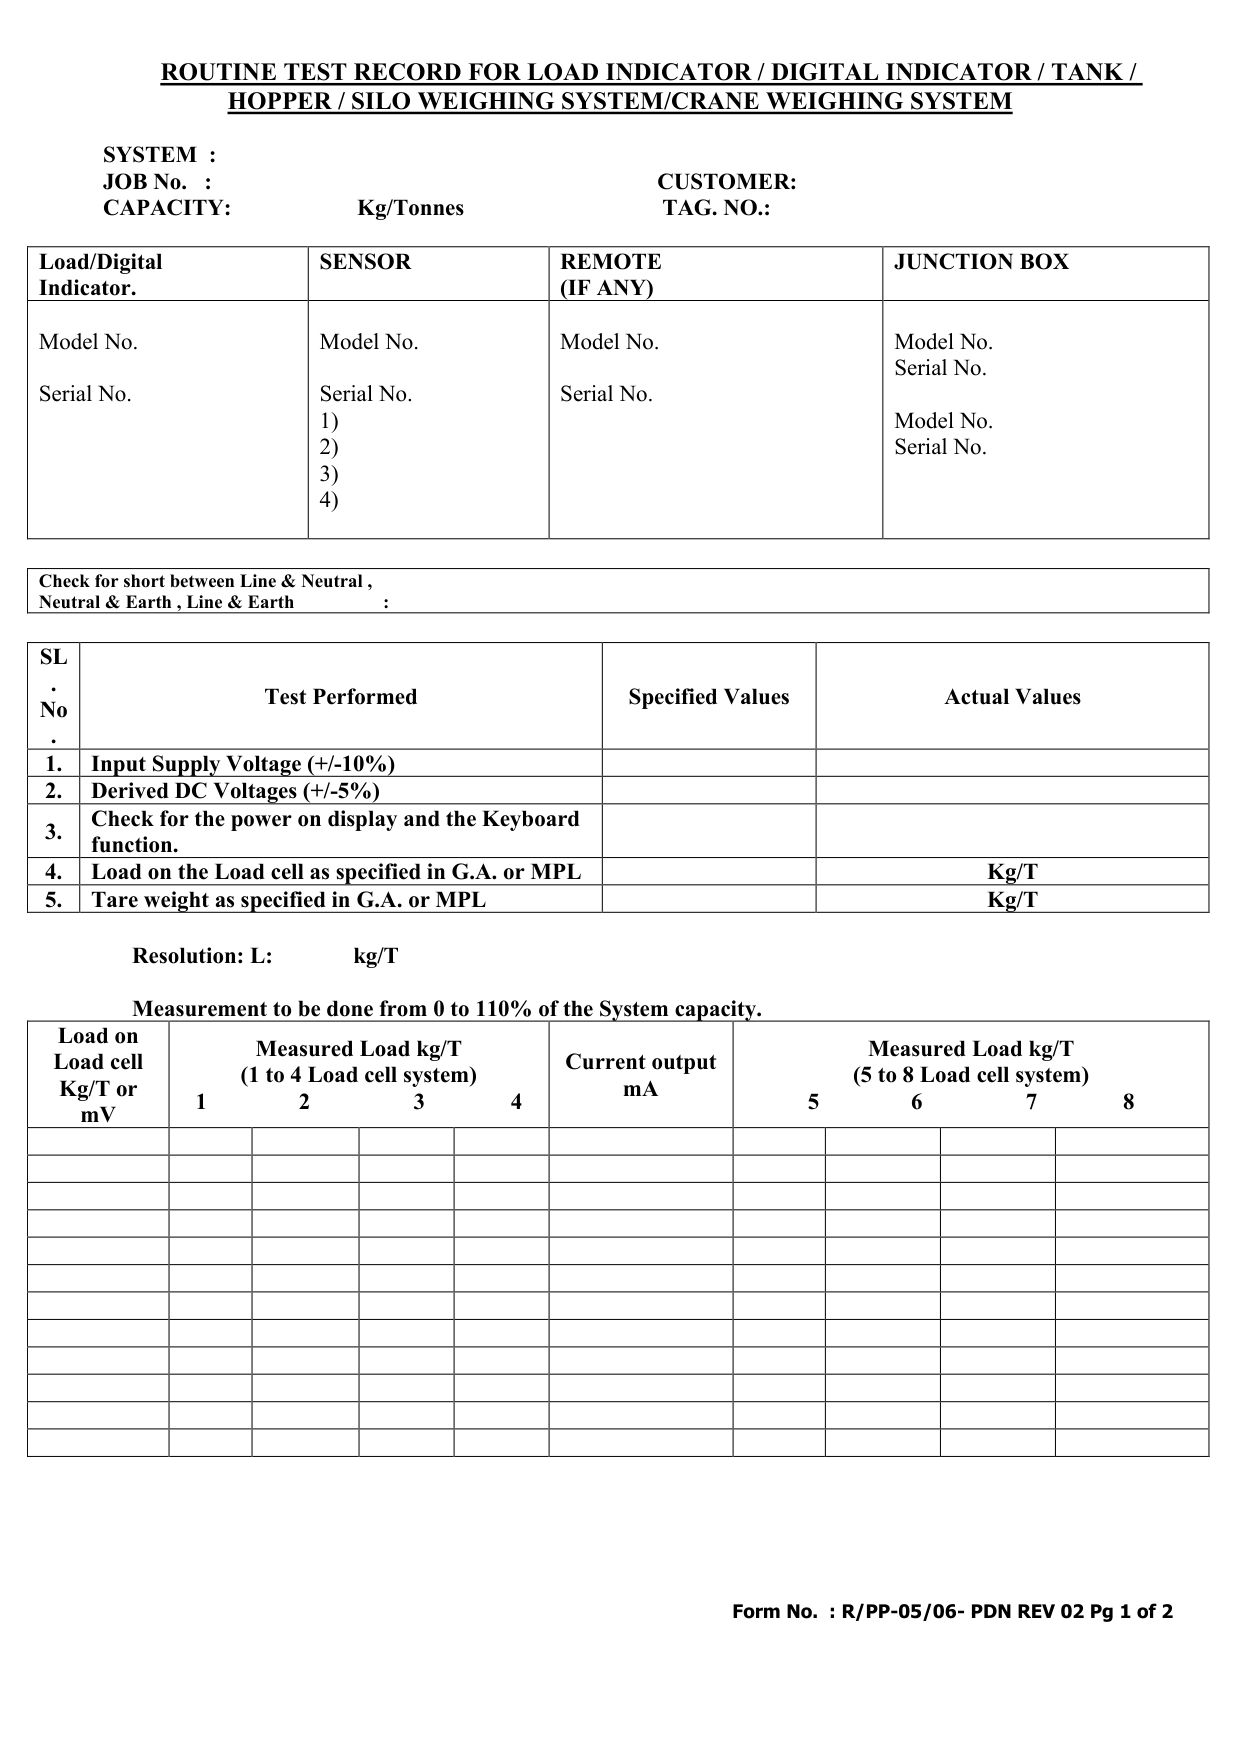 ROUTINE TEST RECORD FOR LOAD INDICATOR / DIGITAL INDICATOR / TANK /
HOPPER / SILO WEIGHING SYSTEM/CRANE WEIGHING SYSTEM
SYSTEM :
JOB No. : CUSTOMER:
CAPACITY: Kg/Tonnes TAG. NO.:
Load/Digital SENSOR REMOTE JUNCTION BOX
Indicator. (IF ANY)
Model No. Model No. Model No. Model No.
Serial No.
Serial No. Serial No. Serial No.
1) Model No.
2) Serial No.
3)
4)
Check for short between Line & Neutral ,
Neutral & Earth , Line & Earth :
SL
.
No
.
Test Performed Specified Values Actual Values
1. Input Supply Voltage (+/-10%)
2. Derived DC Voltages (+/-5%)
3. Check for the power on display and the Keyboard
function.
4. Load on the Load cell as specified in G.A. or MPL Kg/T
5. Tare weight as specified in G.A. or MPL Kg/T
Resolution: L: kg/T
Measurement to be done from 0 to 110% of the System capacity.
Load on
Load cell
Kg/T or
mV
Measured Load kg/T
(1 to 4 Load cell system)
1 2 3 4
Current output
mA
Measured Load kg/T
(5 to 8 Load cell system)
5 6 7 8
Form No. : R/PP-05/06- PDN REV 02 Pg 1 of 2